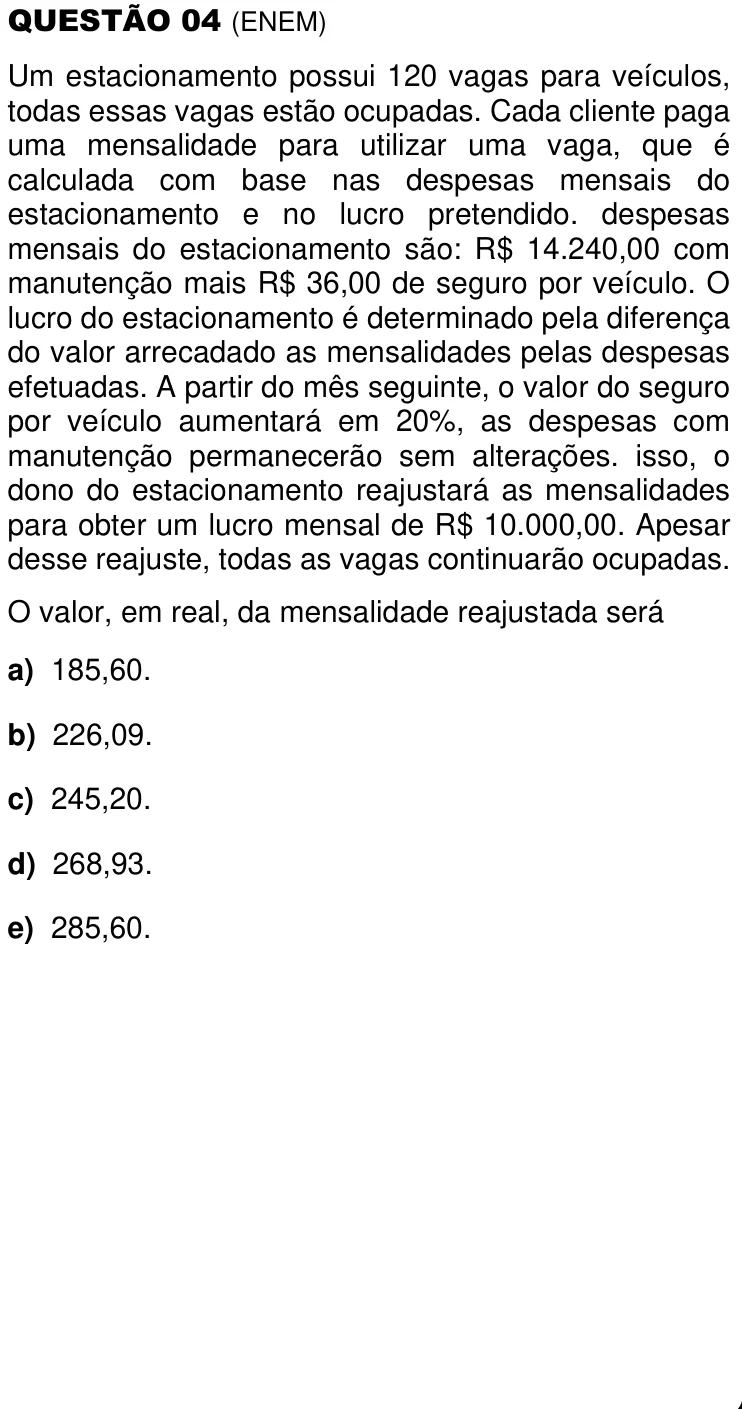 QUESTÃO 04 (ENEM)
Um estacionamento possui 120 vagas para veículos,
todas essas vagas estão ocupadas. Cada cliente paga
uma mensalidade para utilizar uma vaga, que é
calculada com base nas despesas mensais do
estacionamento e no lucro pretendido. despesas
mensais do estacionamento são: R$ 14.240,00 com
manutenção mais R$ 36,00 de seguro por veículo. O
lucro do estacionamento é determinado pela diferença
do valor arrecadado as mensalidades pelas despesas
efetuadas. A partir do mês seguinte, o valor do seguro
por veículo aumentará em 20%, as despesas com
manutenção permanecerão sem alterações. isso, o
dono do estacionamento reajustará as mensalidades
para obter um lucro mensal de R$ 10.000,00. Apesar
desse reajuste, todas as vagas continuarão ocupadas.
O valor, em real, da mensalidade reajustada será
a) 185,60.
b) 226,09.
c) 245,20.
d) 268,93.
e) 285,60.